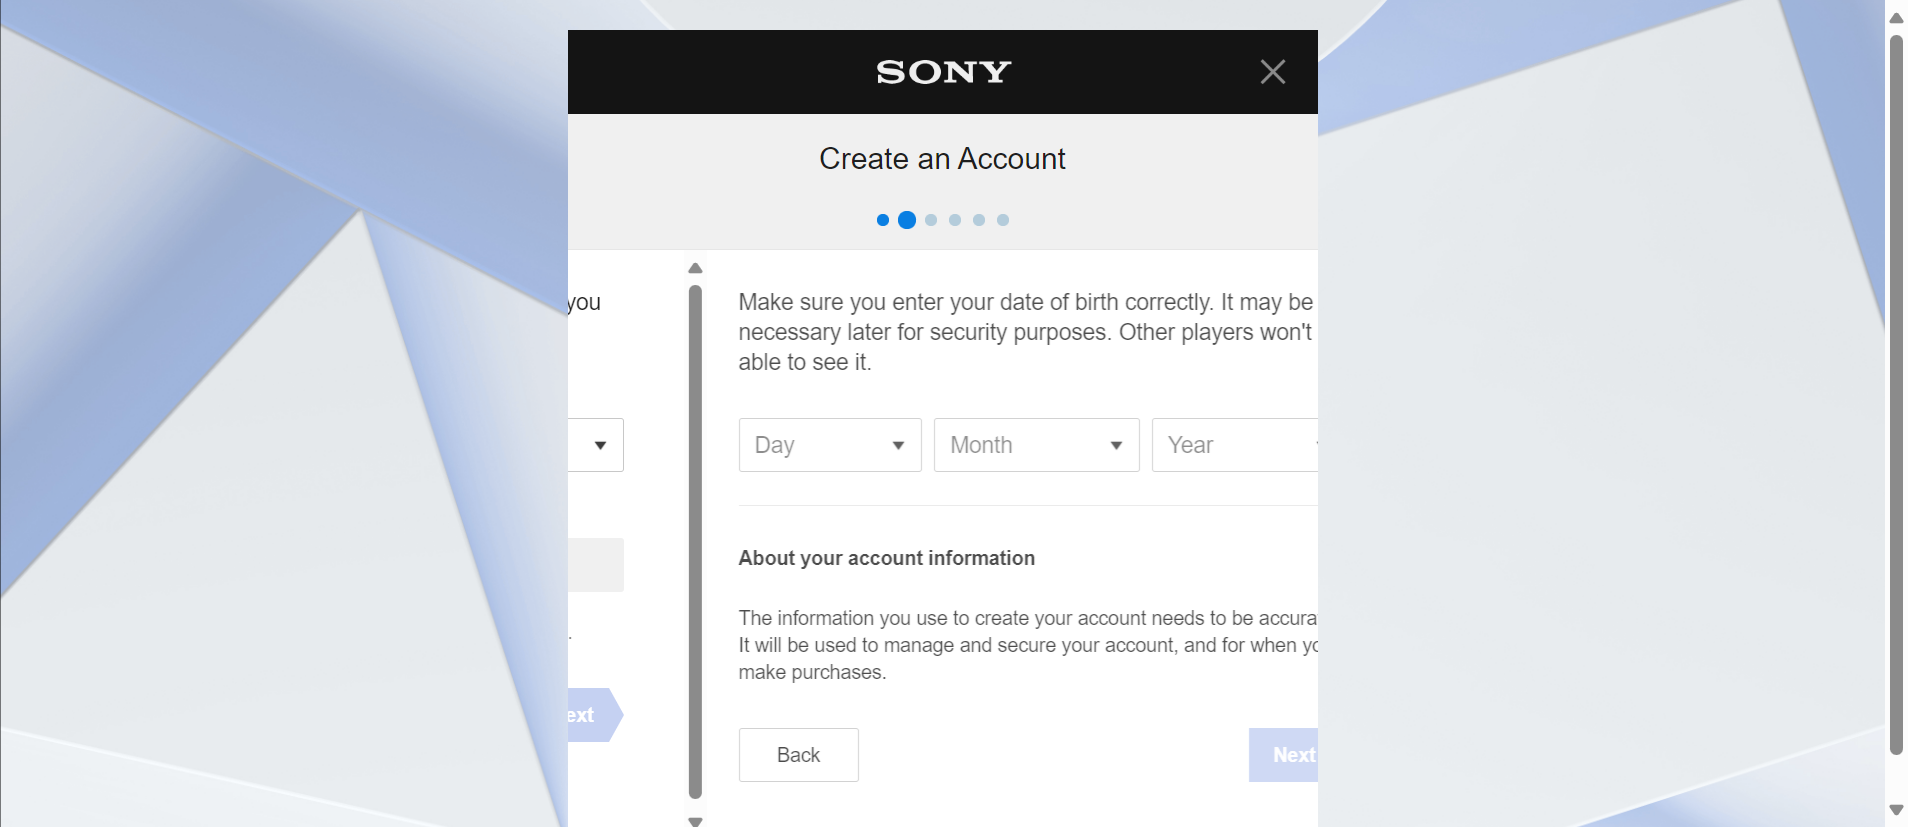 SONY
Create an Account
you
Make sure you enter your date of birth correctly. It may be
necessary later for security purposes. Other players won't
able to see it.
Day
Month
Year
About your account information
The information you use to create your account needs to be accura
It will be used to manage and secure your account, and for when yo
make purchases.
ext
Back
Next